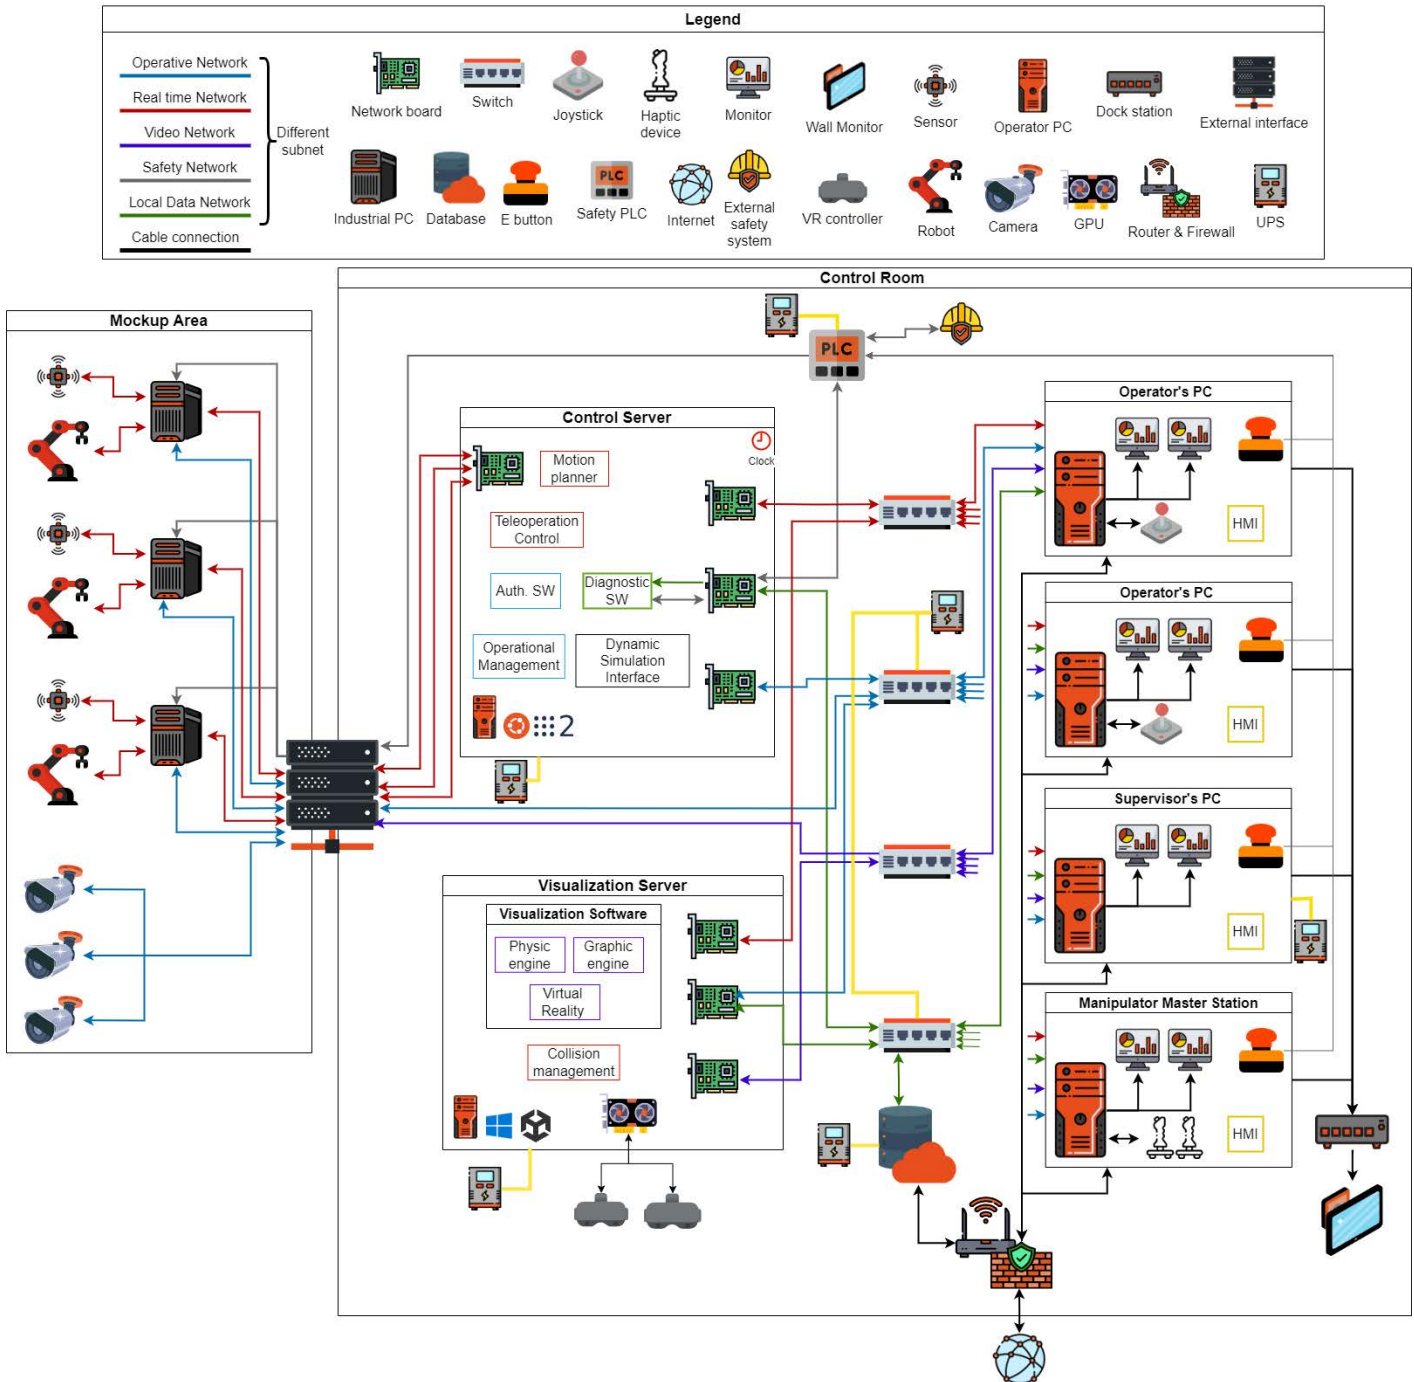 Legend
Operative Network
Real time Network
Video Network
Safety Network
Local Data Network
Cable connection
Different
subnet
Network board
Switch
Joystick
Haptic
device
Monitor
Wall Monitor
Sensor
Operator PC
Dock station
External interface
PLC
Industrial PC
Database
E button
Safety PLC
Internet
External
safety
system
VR controller
Robot
Camera
GPU
Router & Firewall
UPS
Control Room
Mockup Area
PLC
Control Server
Clock
Motion
planner
Teleoperation
Control
Auth. SW
Diagnostic
SW
Operational
Management
Dynamic
Simulation
Interface
2
Visualization Server
Visualization Software
Physic
engine
Graphic
engine
Virtual
Reality
Collision
management
Operator's PC
HMI
Operator's PC
HMI
Supervisor's PC
HMI
Manipulator Master Station
HMI